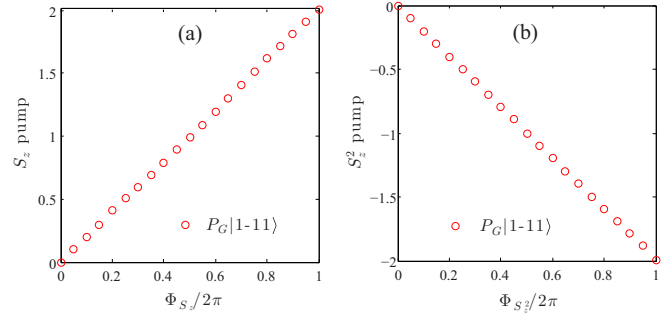 (a)
S_z pump
2
1.5
1
0.5
0
0 0.2 0.4 0.6 0.8 1
P_G|1-11⟩
Φ_{S_z}/2π
(b)
S_z^2 pump
−0
−0.5
−1
−1.5
−2
0 0.2 0.4 0.6 0.8 1
P_G|1-11⟩
Φ_{S_z^2}/2π